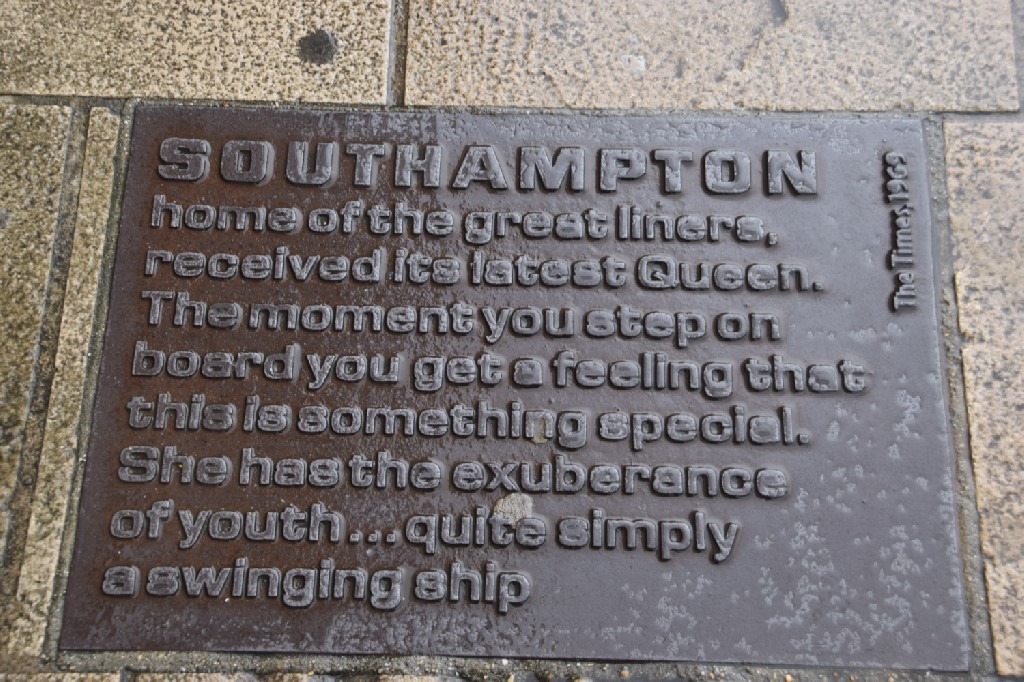 SOUTHAMPTON
home of the great liners,
received its latest Queen.
The moment you step on
board you get a feeling that
this is something special.
She has the exuberance
of youth...quite simply
a swinging ship
The Times, 1969